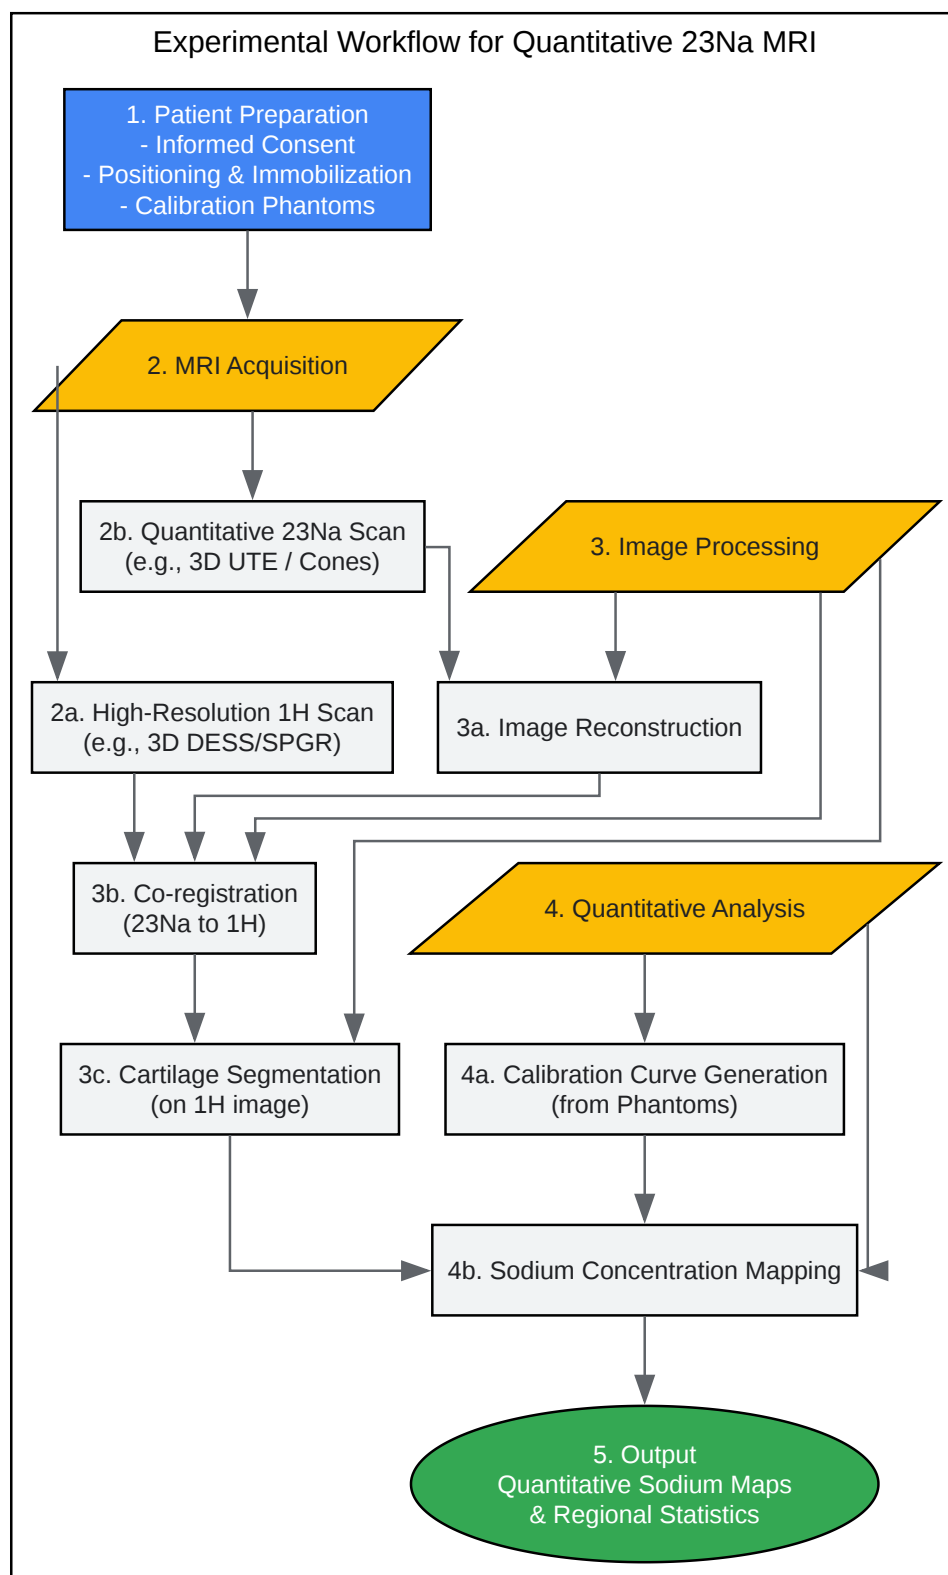 Experimental Workflow for Quantitative 23Na MRI
1. Patient Preparation
- Informed Consent
- Positioning & Immobilization
- Calibration Phantoms
2. MRI Acquisition
2b. Quantitative 23Na Scan
(e.g., 3D UTE / Cones)
3. Image Processing
2a. High-Resolution 1H Scan
(e.g., 3D DESS/SPGR)
3a. Image Reconstruction
3b. Co-registration
(23Na to 1H)
4. Quantitative Analysis
3c. Cartilage Segmentation
(on 1H image)
4a. Calibration Curve Generation
(from Phantoms)
4b. Sodium Concentration Mapping
5. Output
Quantitative Sodium Maps
& Regional Statistics